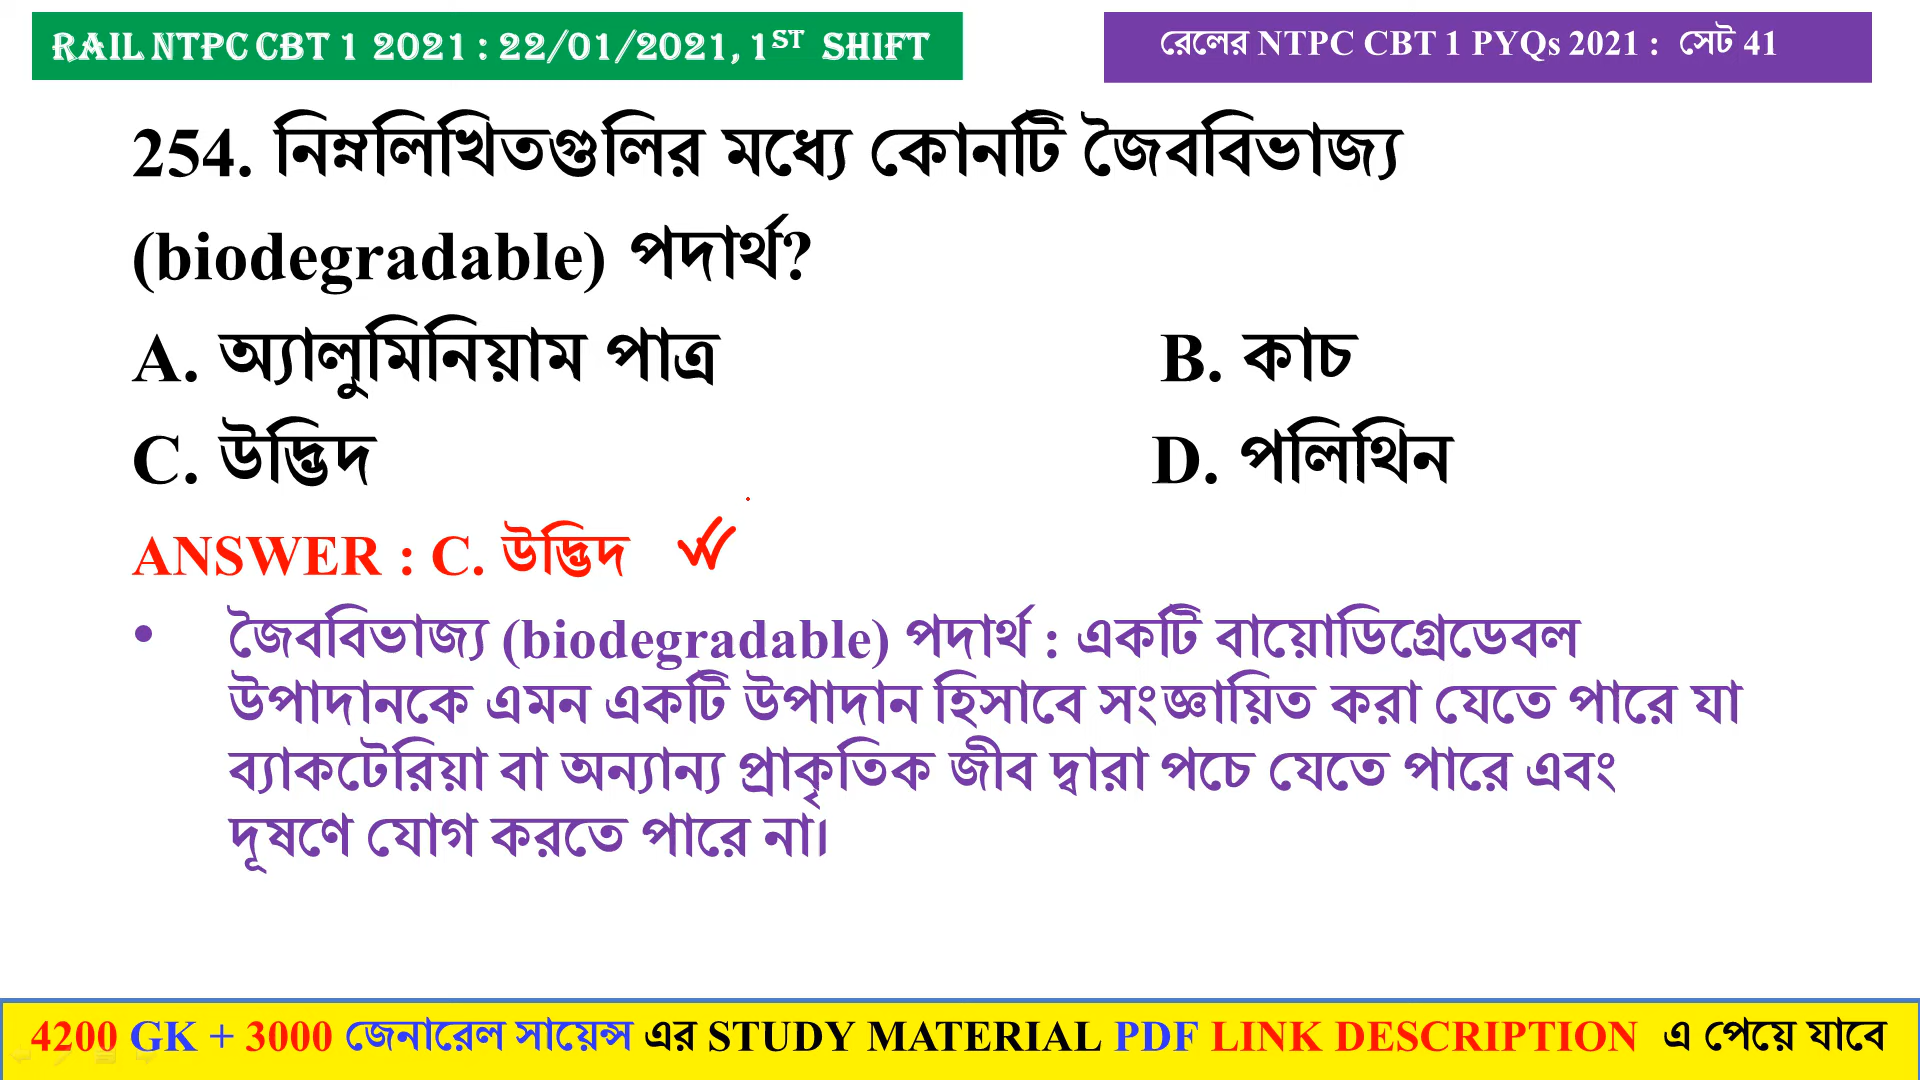 RAIL NTPC CBT 1 2021 : 22/01/2021, 1ST SHIFT
রেলের NTPC CBT 1 PYQs 2021 : সেট 41
254. নিম্নলিখিতগুলির মধ্যে কোনটি জৈববিভাজ্য
(biodegradable) পদার্থ?
A. অ্যালুমিনিয়াম পাত্র B. কাচ
C. উদ্ভিদ D. পলিথিন
ANSWER : C. উদ্ভিদ
• জৈববিভাজ্য (biodegradable) পদার্থ : একটি বায়োডিগ্রেডেবল
উপাদানকে এমন একটি উপাদান হিসাবে সংজ্ঞায়িত করা যেতে পারে যা
ব্যাকটেরিয়া বা অন্যান্য প্রাকৃতিক জীব দ্বারা পচে যেতে পারে এবং
দূষণে যোগ করতে পারে না।
4200 GK + 3000 জেনারেল সায়েন্স এর STUDY MATERIAL PDF LINK DESCRIPTION এ পেয়ে যাবে